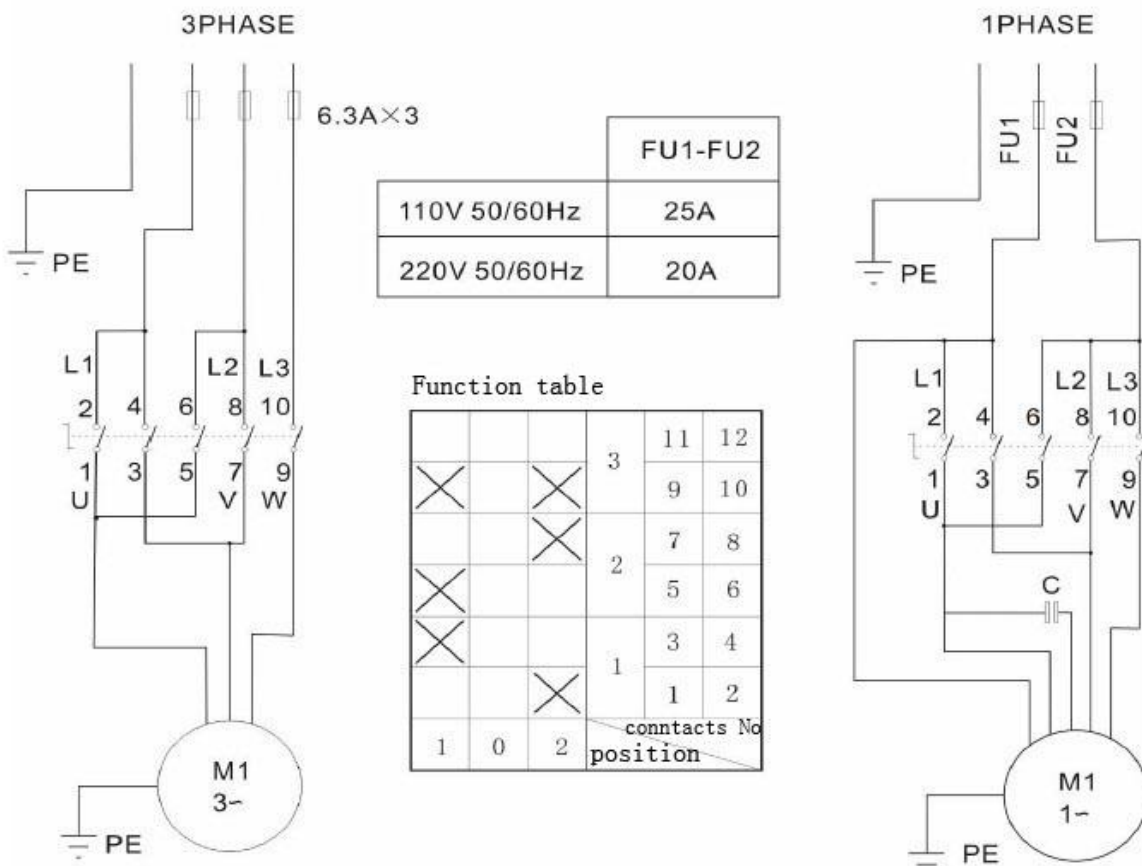 3PHASE
6.3A×3
PE
L1 L2 L3
2 4 6 8 10
1 3 5 7 9
U V W
M1
3~
PE
FU1-FU2
110V 50/60Hz 25A
220V 50/60Hz 20A
Function table
3 11 12
9 10
2 7 8
5 6
1 3 4
1 2
conntacts No
1 0 2 position
1PHASE
FU1 FU2
PE
L1 L2 L3
2 4 6 8 10
1 3 5 7 9
U V W
C
M1
1~
PE